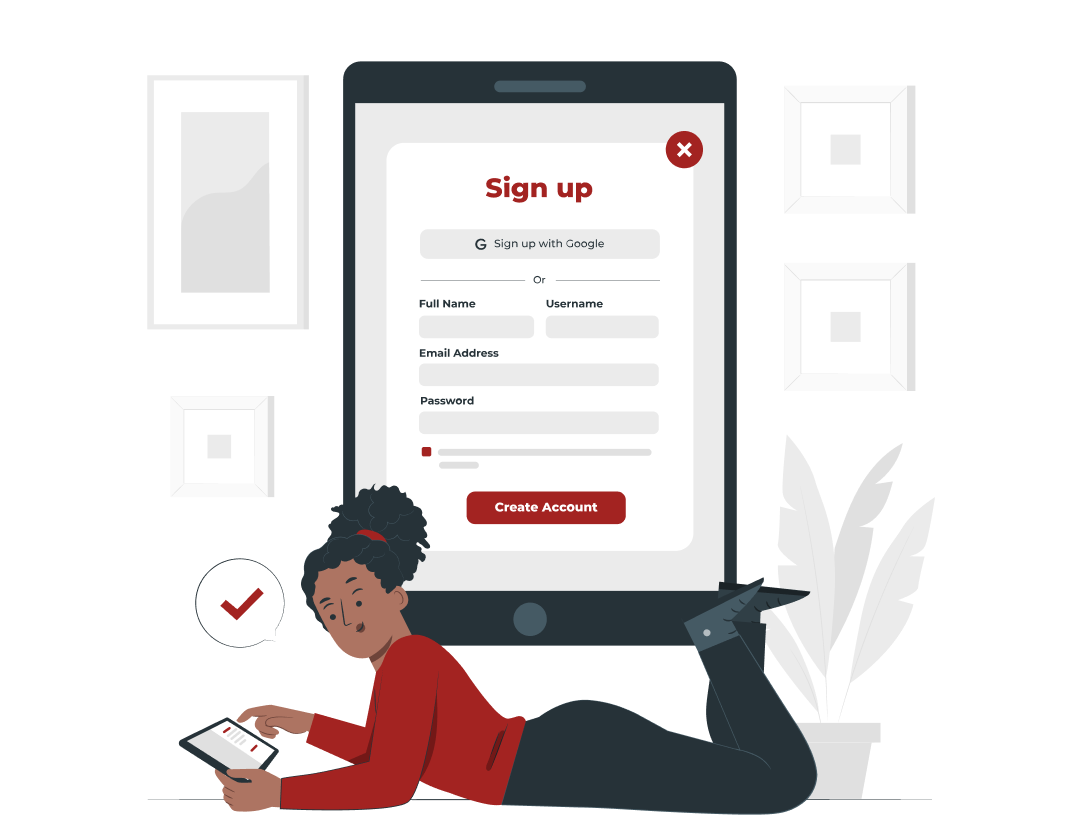 Sign up
G Sign up with Google
Or
Full Name Username
Email Address
Password
Create Account